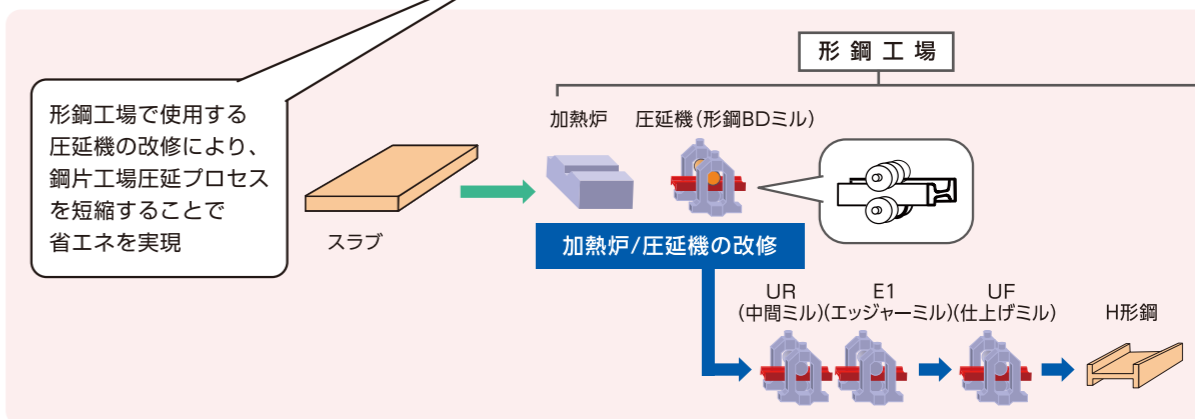 形鋼工場
形鋼工場で使用する
圧延機の改修により、
鋼片工場圧延プロセス
を短縮することで
省エネを実現
加熱炉
圧延機(形鋼BDミル)
スラブ
加熱炉/圧延機の改修
UR
(中間ミル)
E1
(エッジャーミル)
UF
(仕上げミル)
H形鋼